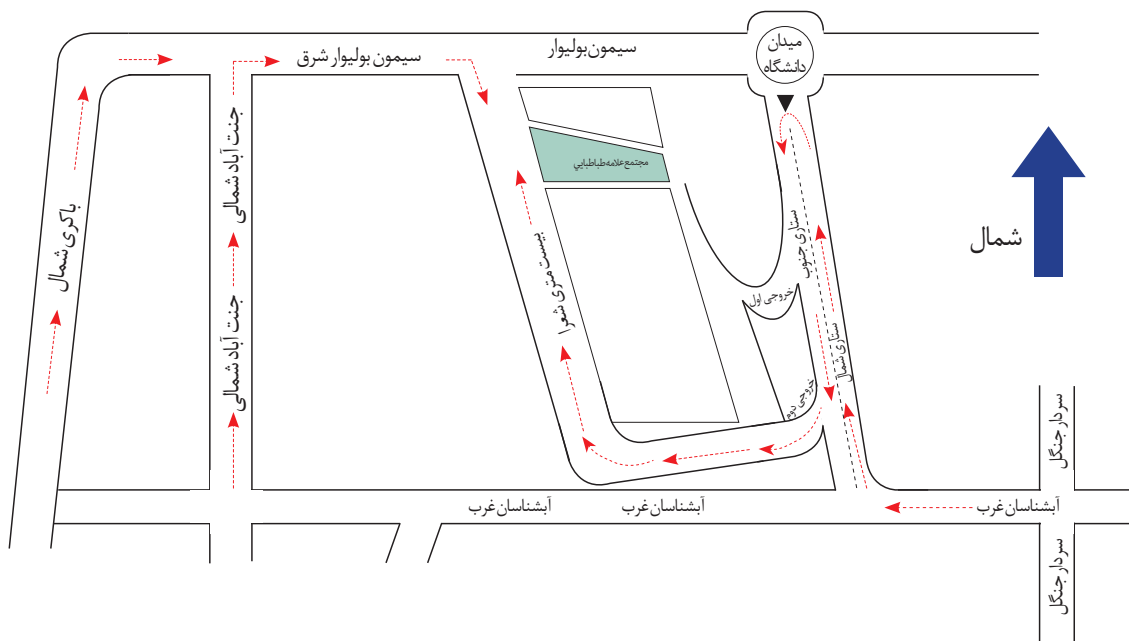 میدان
دانشگاه
سیمون بولیوار
سیمون بولیوار شرق
جنت آباد شمالی
جنت آباد شمالی
باکری شمال
مجتمع علامه طباطبایي
بیست متری شعرا
ستاری جنوب
ستاری شمال
خروجی اول
خروجی دوم
شمال
سردار جنگل
سردار جنگل
آبشناسان غرب
آبشناسان غرب
آبشناسان غرب